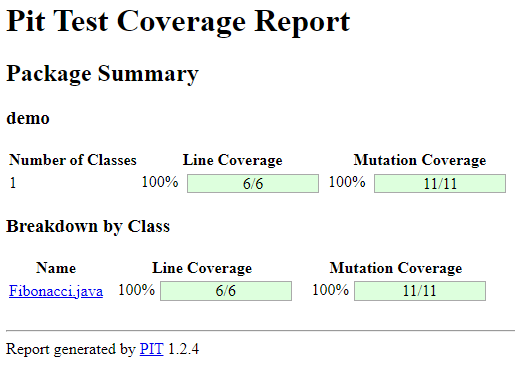 Pit Test Coverage Report
Package Summary
demo
Number of Classes Line Coverage Mutation Coverage
1 100% 6/6 100% 11/11
Breakdown by Class
Name Line Coverage Mutation Coverage
Fibonacci.java 100% 6/6 100% 11/11
Report generated by PIT 1.2.4